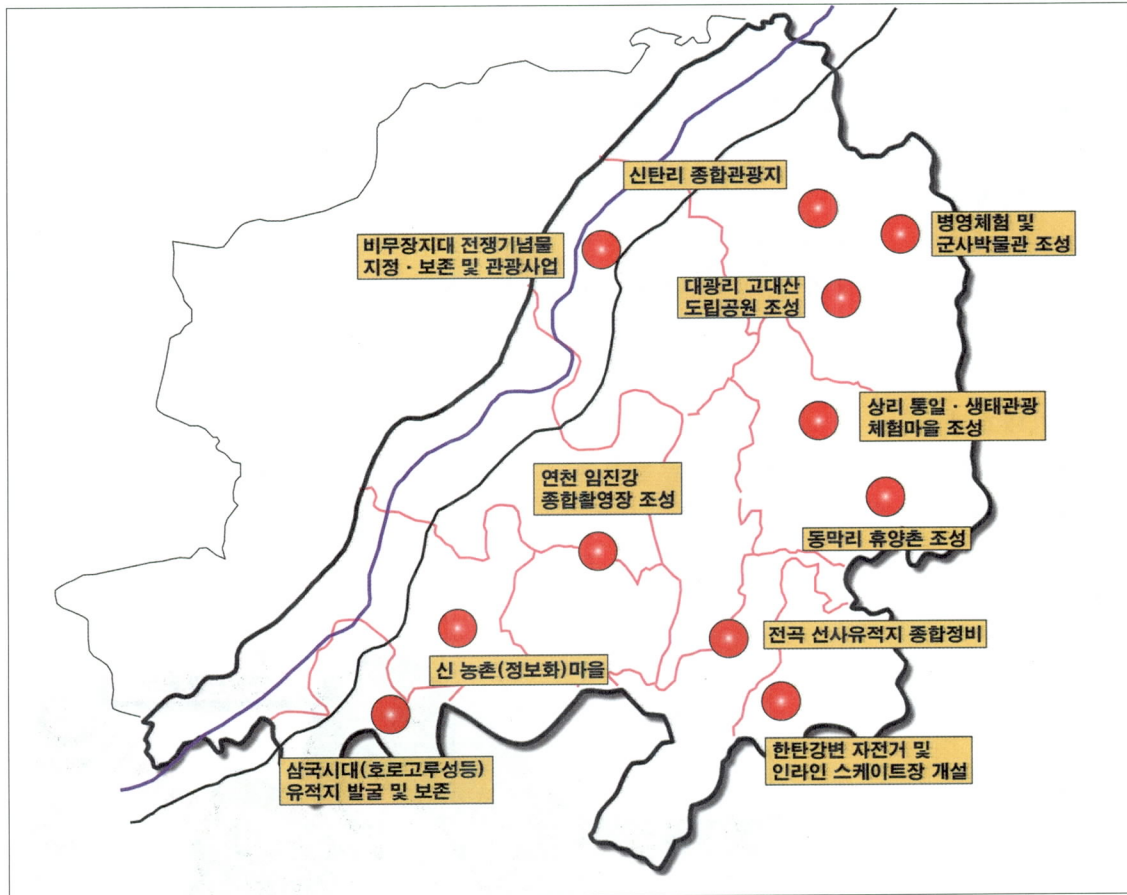 신탄리 종합관광지
병영체험 및
군사박물관 조성
비무장지대 전쟁기념물
지정 · 보존 및 관광사업
대광리 고대산
도립공원 조성
상리 통일 · 생태관광
체험마을 조성
연천 임진강
종합촬영장 조성
동막리 휴양촌 조성
전곡 선사유적지 종합정비
신 농촌(정보화)마을
한탄강변 자전거 및
인라인 스케이트장 개설
삼국시대(호로고루성등)
유적지 발굴 및 보존